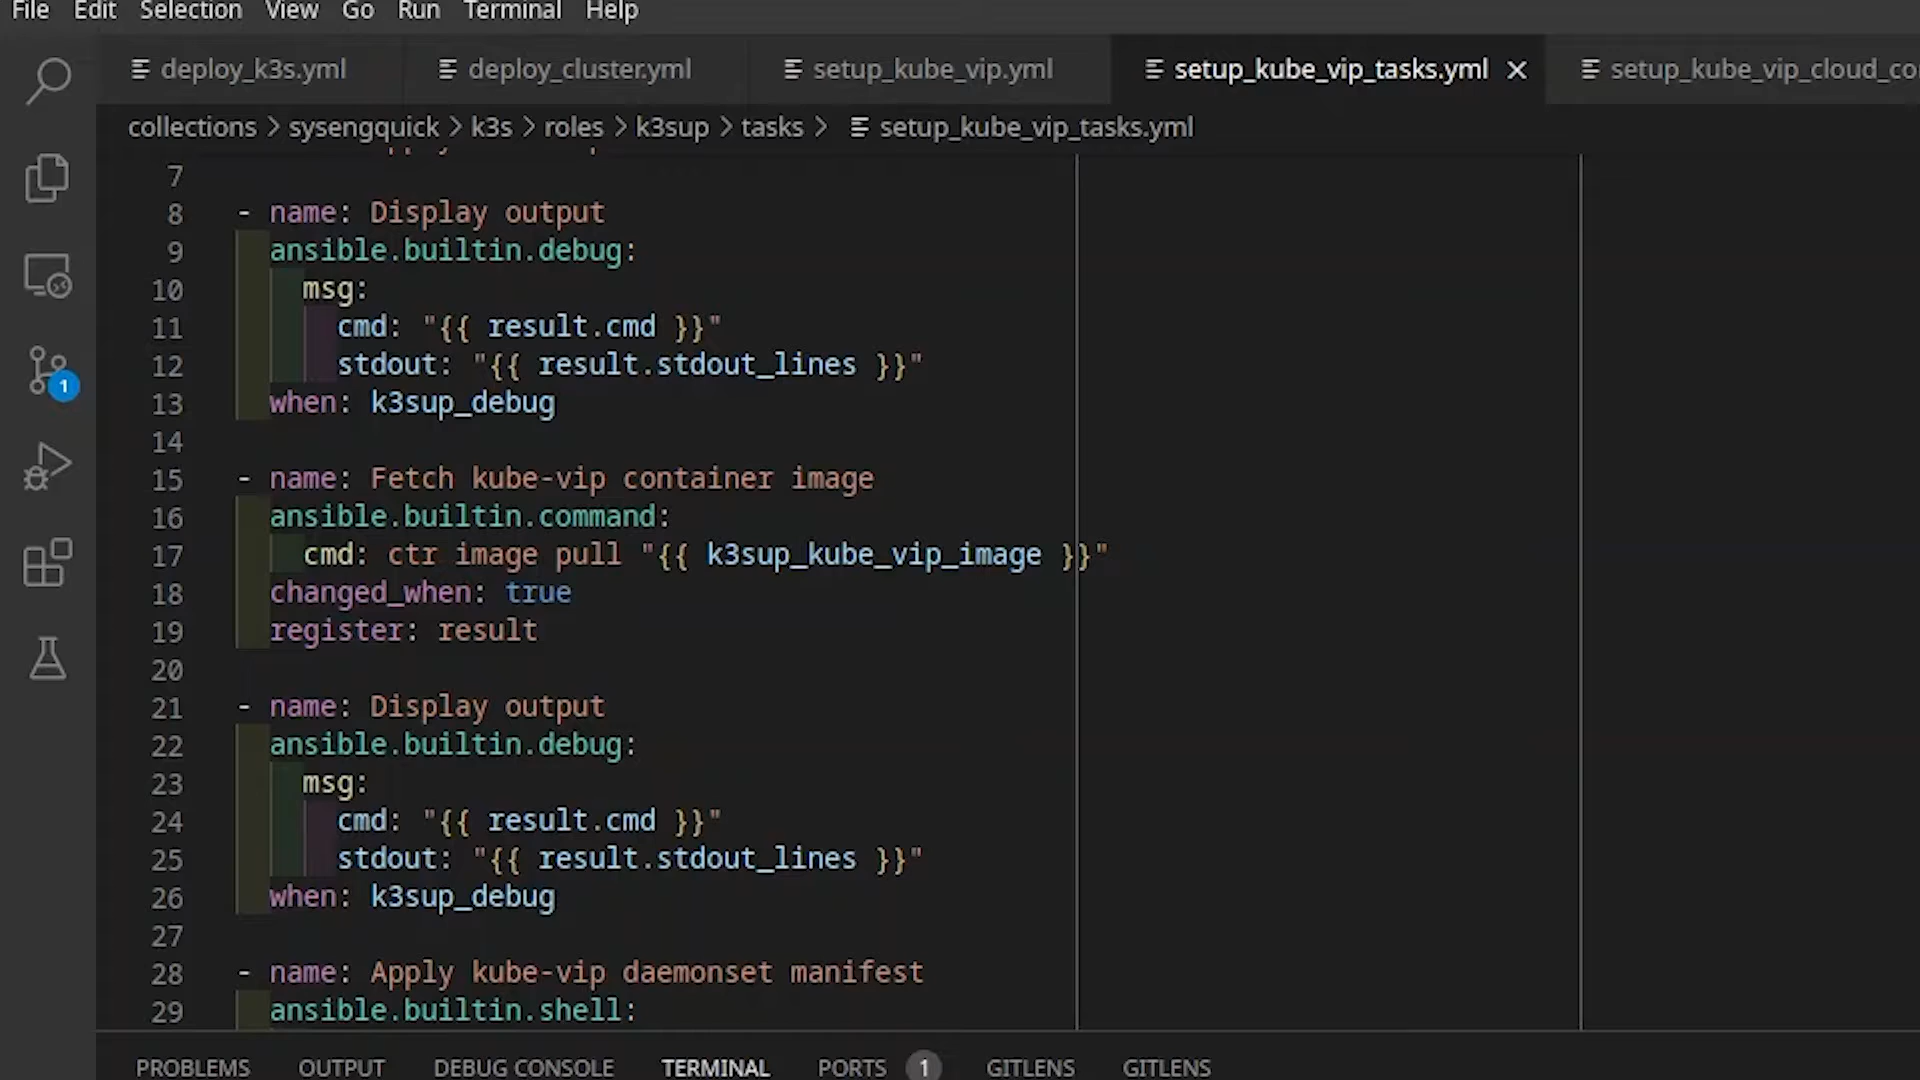 File Edit Selection View Go Run Terminal Help
deploy_k3s.yml deploy_cluster.yml setup_kube_vip.yml setup_kube_vip_tasks.yml setup_kube_vip_cloud_co
collections > sysengquick > k3s > roles > k3sup > tasks > setup_kube_vip_tasks.yml
7
8 - name: Display output
9 ansible.builtin.debug:
10 msg:
11 cmd: "{{ result.cmd }}"
12 stdout: "{{ result.stdout_lines }}"
13 when: k3sup_debug
14
15 - name: Fetch kube-vip container image
16 ansible.builtin.command:
17 cmd: ctr image pull "{{ k3sup_kube_vip_image }}"
18 changed_when: true
19 register: result
20
21 - name: Display output
22 ansible.builtin.debug:
23 msg:
24 cmd: "{{ result.cmd }}"
25 stdout: "{{ result.stdout_lines }}"
26 when: k3sup_debug
27
28 - name: Apply kube-vip daemonset manifest
29 ansible.builtin.shell:
1
PROBLEMS OUTPUT DEBUG CONSOLE TERMINAL PORTS 1 GITLENS GITLENS